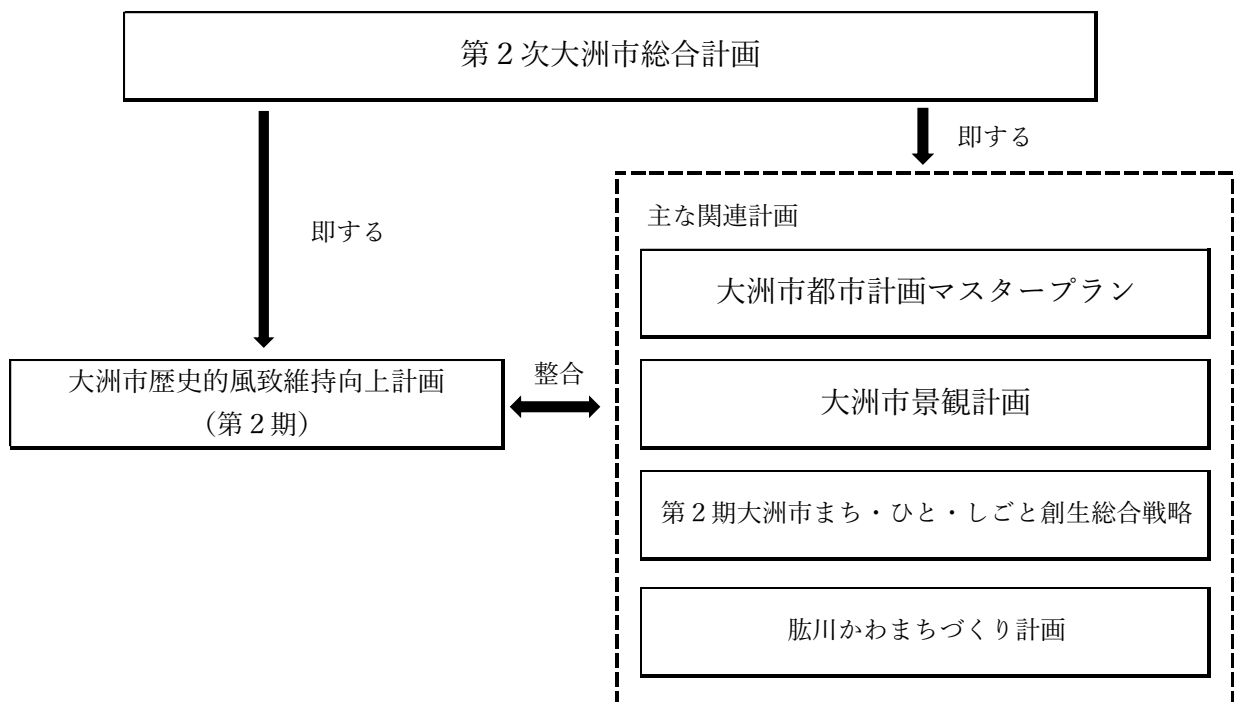 第２次大洲市総合計画
即する
即する
主な関連計画
大洲市都市計画マスタープラン
大洲市歴史的風致維持向上計画
（第２期）
整合
大洲市景観計画
第２期大洲市まち・ひと・しごと創生総合戦略
肱川かわまちづくり計画